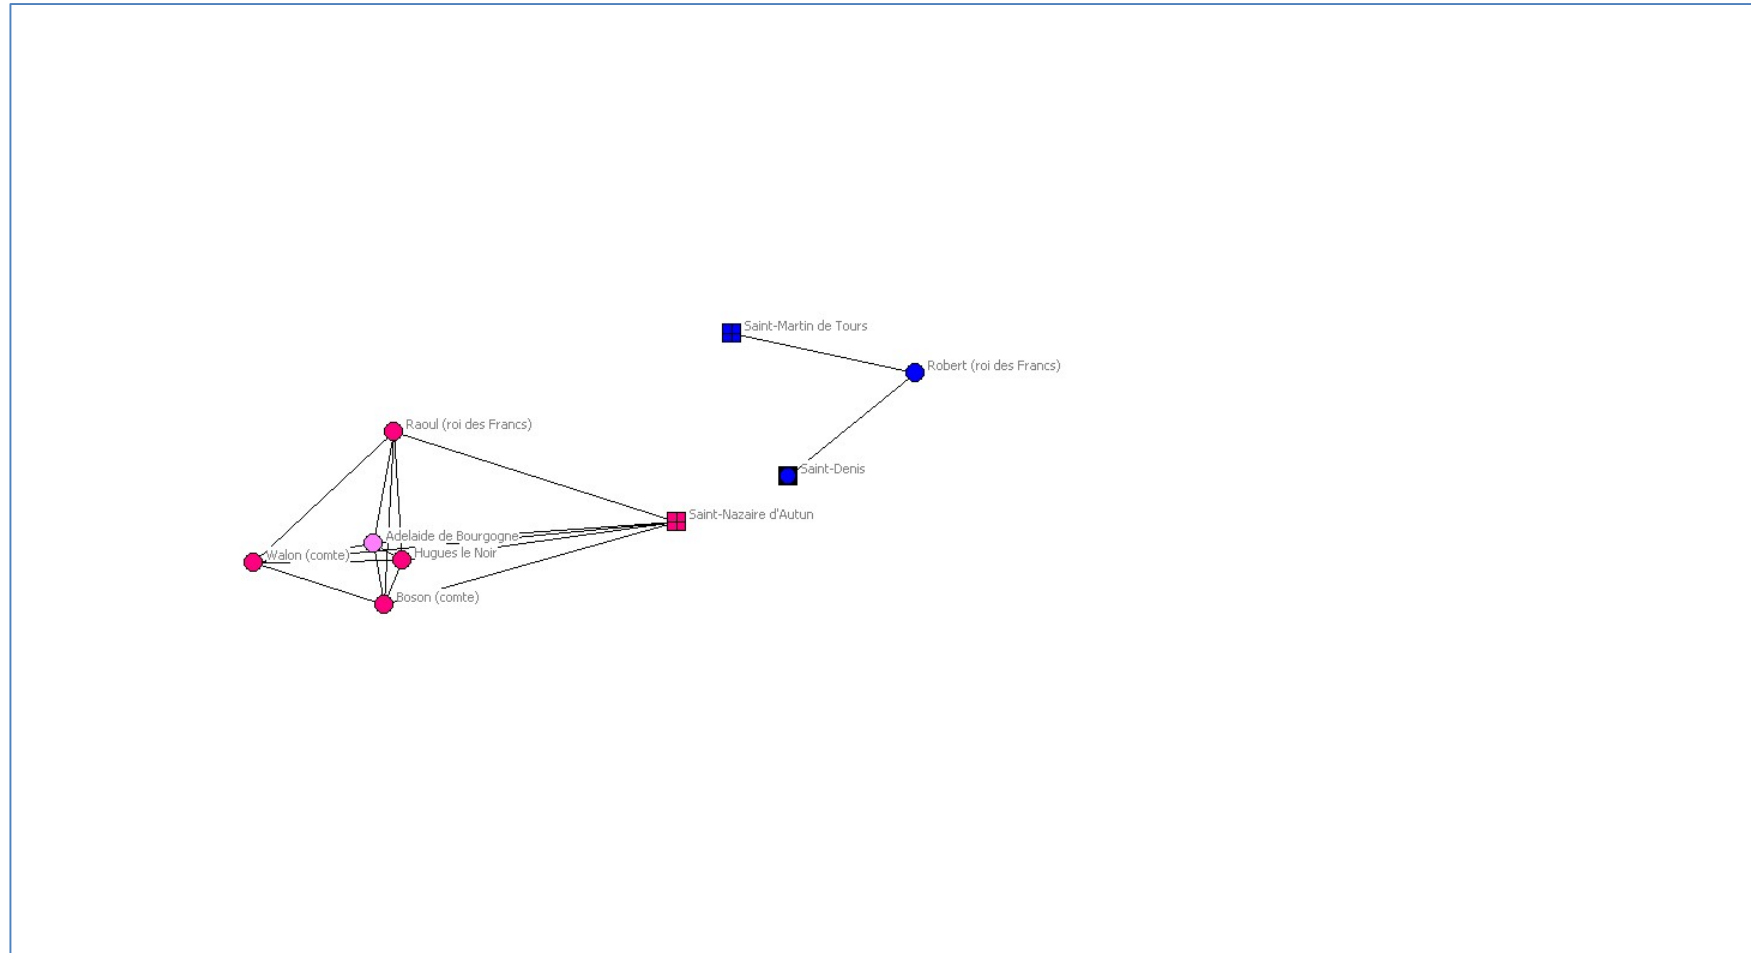 Saint-Martin de Tours
Robert (roi des Francs)
Raoul (roi des Francs)
Saint-Denis
Saint-Nazaire d'Autun
Adelaide de Bourgogne
Walon (comte)
Hugues le Noir
Boson (comte)